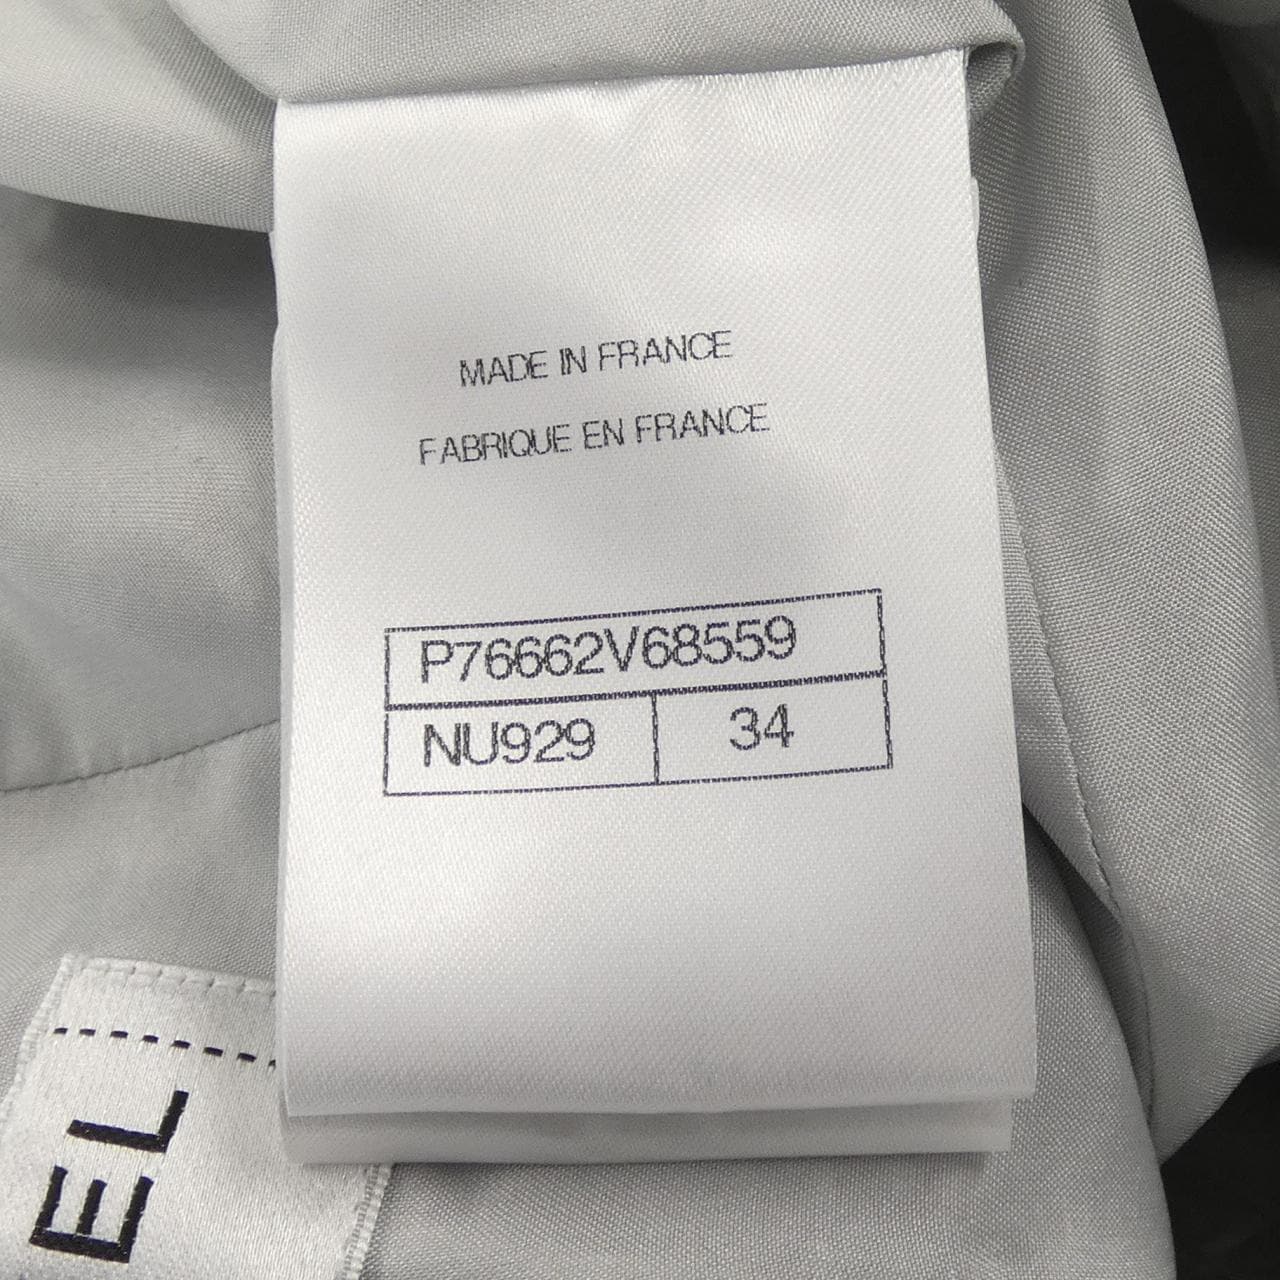 MADE IN FRANCE
FABRIQUE EN FRANCE
P76662V68559
NU929 34
EL